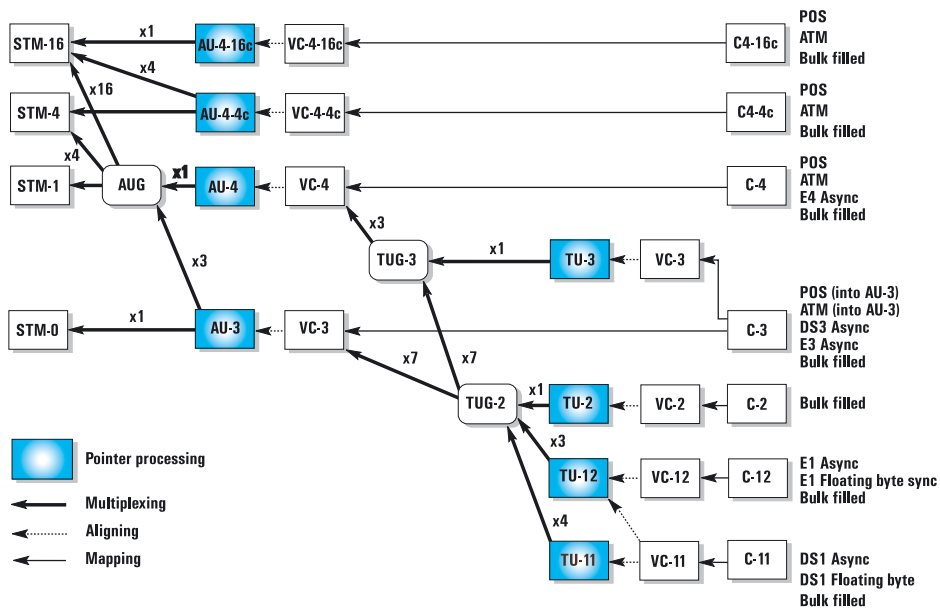 STM-16
x1
AU-4-16c
VC-4-16c
C4-16c
POS
ATM
Bulk filled
x4
x16
STM-4
AU-4-4c
VC-4-4c
C4-4c
POS
ATM
Bulk filled
x4
STM-1
AUG
x1
AU-4
VC-4
C-4
POS
ATM
E4 Async
Bulk filled
x3
TUG-3
x1
TU-3
VC-3
x3
STM-0
x1
AU-3
VC-3
C-3
POS (into AU-3)
ATM (into AU-3)
DS3 Async
E3 Async
Bulk filled
x7
x7
TUG-2
x1
TU-2
VC-2
C-2
Bulk filled
x3
TU-12
VC-12
C-12
E1 Async
E1 Floating byte sync
Bulk filled
x4
TU-11
VC-11
C-11
DS1 Async
DS1 Floating byte
Bulk filled
Pointer processing
Multiplexing
Aligning
Mapping